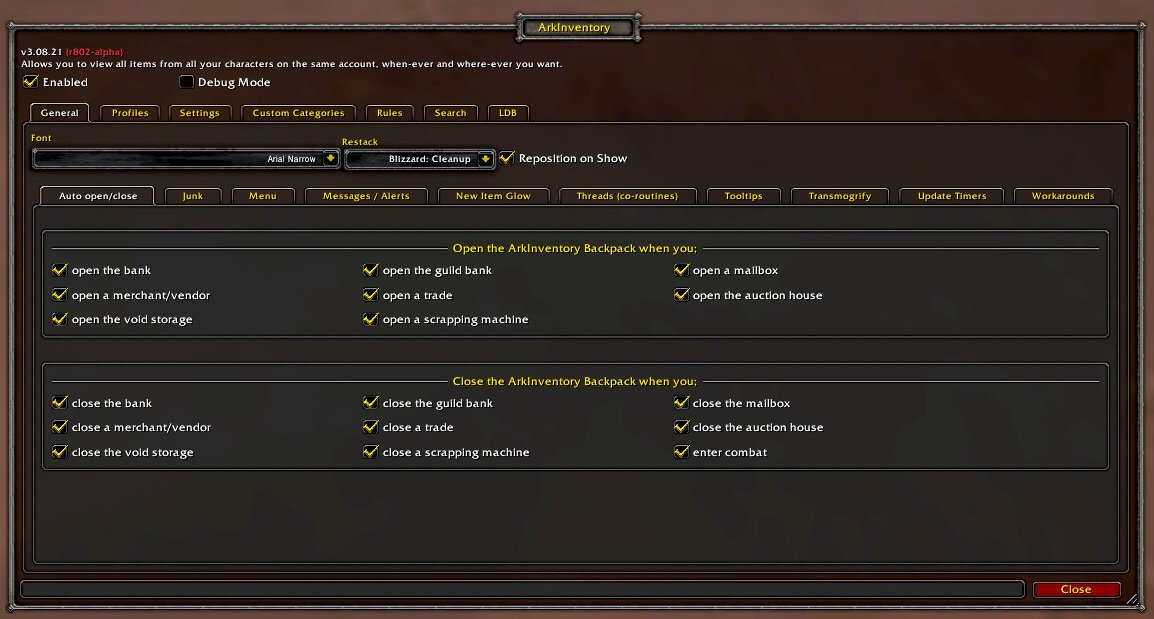 ArkInventory
v3.08.21 (r802-alpha)
Allows you to view all items from all your characters on the same account, when-ever and where-ever you want.
Enabled Debug Mode
General Profiles Settings Custom Categories Rules Search LDB
Font Restack
Arial Narrow Blizzard: Cleanup Reposition on Show
Auto open/close Junk Menu Messages / Alerts New Item Glow Threads (co-routines) Tooltips Transmogrify Update Timers Workarounds
Open the ArkInventory Backpack when you;
open the bank open the guild bank open a mailbox
open a merchant/vendor open a trade open the auction house
open the void storage open a scrapping machine
Close the ArkInventory Backpack when you;
close the bank close the guild bank close the mailbox
close a merchant/vendor close a trade close the auction house
close the void storage close a scrapping machine enter combat
Close